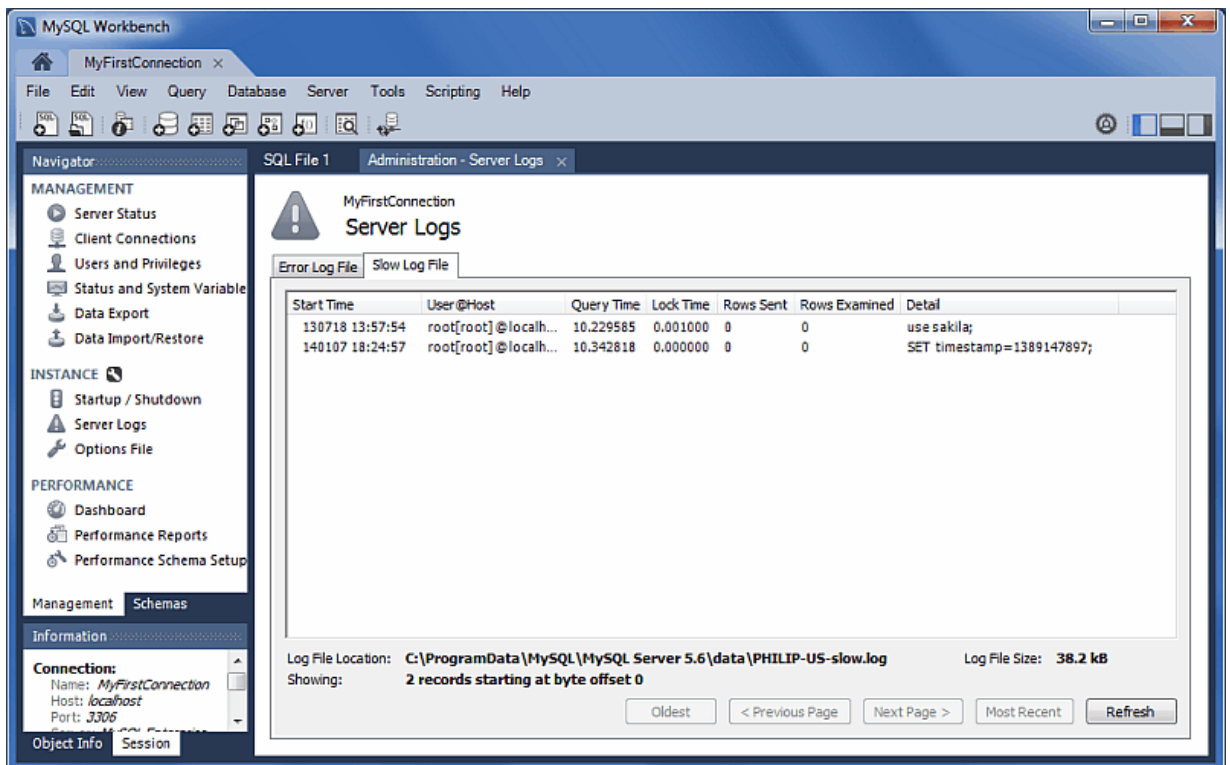 MySQL Workbench
MyFirstConnection ×
File Edit View Query Database Server Tools Scripting Help
Navigator
MANAGEMENT
Server Status
Client Connections
Users and Privileges
Status and System Variable
Data Export
Data Import/Restore
INSTANCE
Startup / Shutdown
Server Logs
Options File
PERFORMANCE
Dashboard
Performance Reports
Performance Schema Setup
Management Schemas
Information
Connection:
Name: MyFirstConnection
Host: localhost
Port: 3306
Object Info Session
SQL File 1 Administration - Server Logs ×
MyFirstConnection
Server Logs
Error Log File Slow Log File
Start Time User@Host Query Time Lock Time Rows Sent Rows Examined Detail
130718 13:57:54 root[root] @ localh... 10.229585 0.001000 0 0 use sakila;
140107 18:24:57 root[root] @ localh... 10.342818 0.000000 0 0 SET timestamp=1389147897;
Log File Location: C:\ProgramData\MySQL\MySQL Server 5.6\data\PHILIP-US-slow.log Log File Size: 38.2 kB
Showing: 2 records starting at byte offset 0
Oldest < Previous Page Next Page > Most Recent Refresh